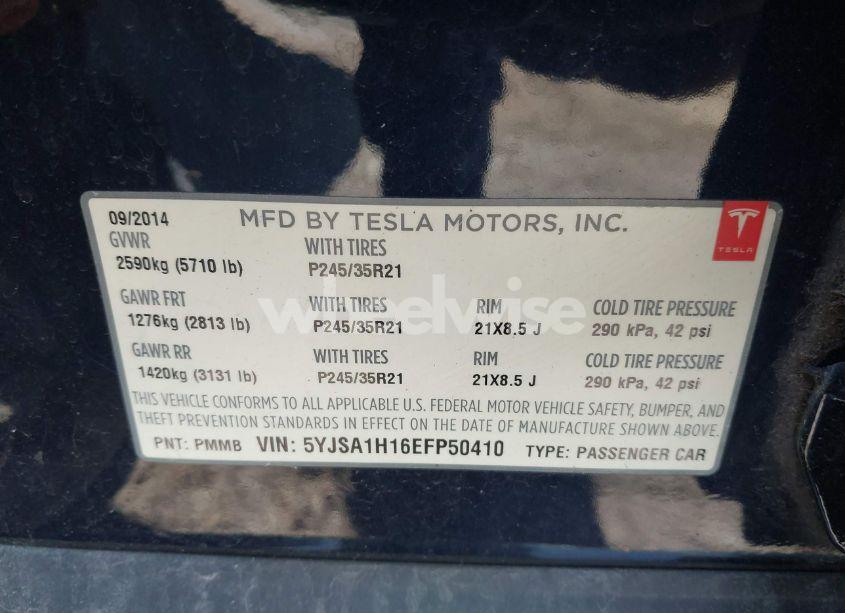 09/2014 MFD BY TESLA MOTORS, INC.
TESLA
GVWR WITH TIRES
2590kg (5710 lb) P245/35R21
wheelwise
GAWR FRT WITH TIRES RIM COLD TIRE PRESSURE
1276kg (2813 lb) P245/35R21 21X8.5 J 290 kPa, 42 psi
GAWR RR WITH TIRES RIM COLD TIRE PRESSURE
1420kg (3131 lb) P245/35R21 21X8.5 J 290 kPa, 42 psi
THIS VEHICLE CONFORMS TO ALL APPLICABLE U.S. FEDERAL MOTOR VEHICLE SAFETY, BUMPER, AND
THEFT PREVENTION STANDARDS IN EFFECT ON THE DATE OF MANUFACTURE SHOWN ABOVE.
PNT: PMMB VIN: 5YJSA1H16EFP50410 TYPE: PASSENGER CAR